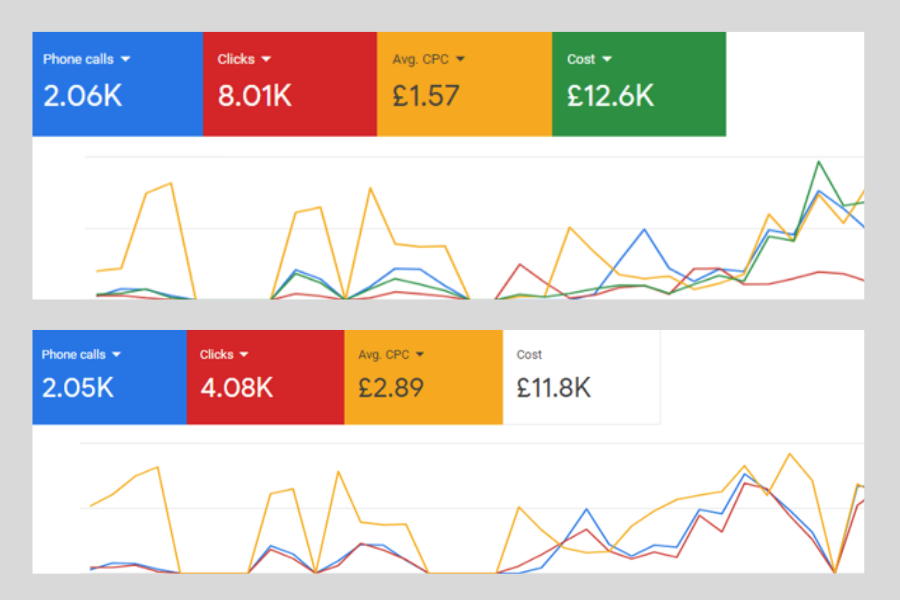 Phone calls Clicks Avg. CPC Cost
2.06K 8.01K £1.57 £12.6K
Phone calls Clicks Avg. CPC Cost
2.05K 4.08K £2.89 £11.8K